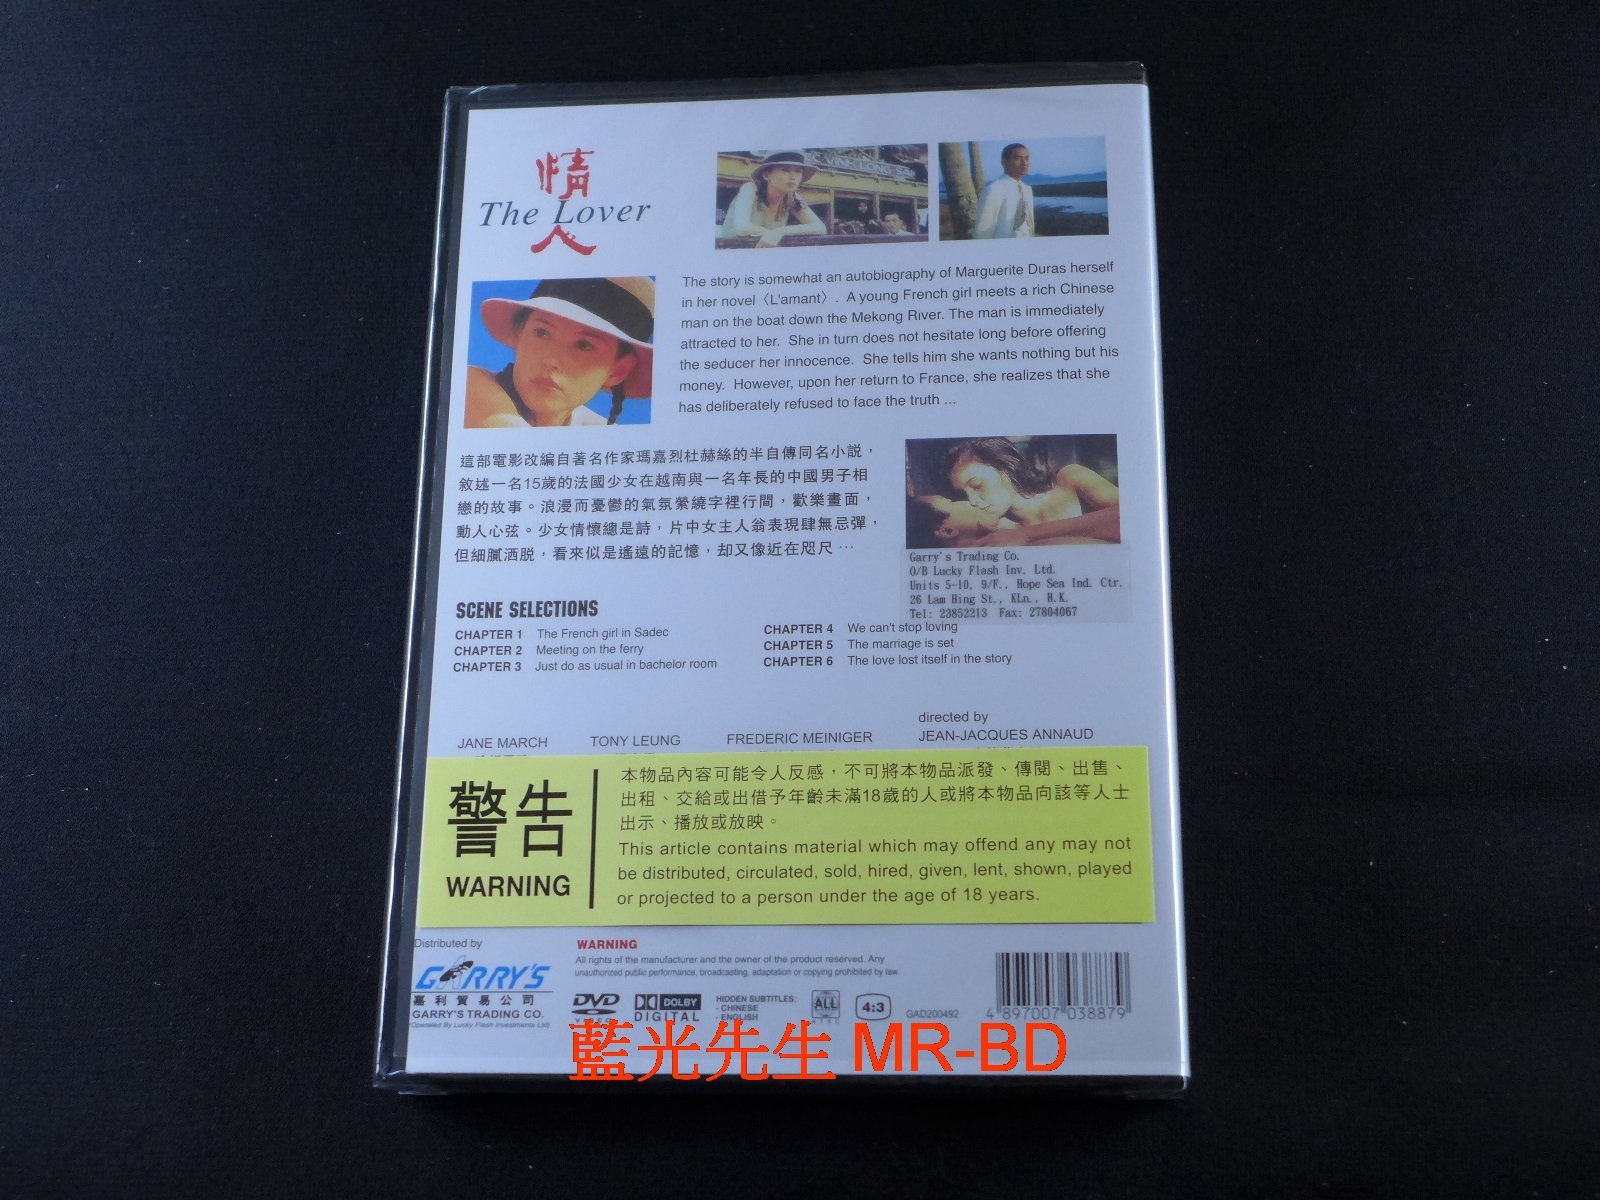 情
The Lover
人
The story is somewhat an autobiography of Marguerite Duras herself
in her novel〈L'amant〉. A young French girl meets a rich Chinese
man on the boat down the Mekong River. The man is immediately
attracted to her. She in turn does not hesitate long before offering
the seducer her innocence. She tells him she wants nothing but his
money. However, upon her return to France, she realizes that she
has deliberately refused to face the truth ...
這部電影改編自著名作家瑪嘉烈杜赫絲的半自傳同名小說，
敘述一名15歲的法國少女在越南與一名年長的中國男子相
戀的故事。浪漫而憂鬱的氣氛縈繞字裡行間，歡樂畫面，
動人心弦。少女情懷總是詩，片中女主人翁表現肆無忌彈，
但細膩洒脱，看來似是遙遠的記憶，却又像近在咫尺…
Garry's Trading Co.
O/B Lucky Flash Inv. Ltd.
Units 5-10, 9/F., Hope Sea Ind. Ctr.
26 Lam Hing St., KLn., H.K.
Tel: 23852213 Fax: 27804067
SCENE SELECTIONS
CHAPTER 1 The French girl in Sadec
CHAPTER 2 Meeting on the ferry
CHAPTER 3 Just do as usual in bachelor room
CHAPTER 4 We can't stop loving
CHAPTER 5 The marriage is set
CHAPTER 6 The love lost itself in the story
directed by
JANE MARCH TONY LEUNG FREDERIC MEINIGER JEAN-JACQUES ANNAUD
警告
WARNING
本物品內容可能令人反感，不可將本物品派發、傳閱、出售、
出租、交給或出借予年齡未滿18歲的人或將本物品向該等人士
出示、播放或放映。
This article contains material which may offend any may not
be distributed, circulated, sold, hired, given, lent, shown, played
or projected to a person under the age of 18 years.
Distributed by
GARRY'S
嘉利貿易公司
GARRY'S TRADING CO.
(Operated By Lucky Flash Investments Ltd)
WARNING
All rights of the manufacturer and the owner of the product reserved. Any
unauthorized public performance, broadcasting, adaptation or copying prohibited by law.
DVD
VIDEO
DOLBY
DIGITAL
HIDDEN SUBTITLES:
- CHINESE
- ENGLISH
ALL
NTSC
4:3
GAD200492
4 897007 038879
藍光先生 MR-BD